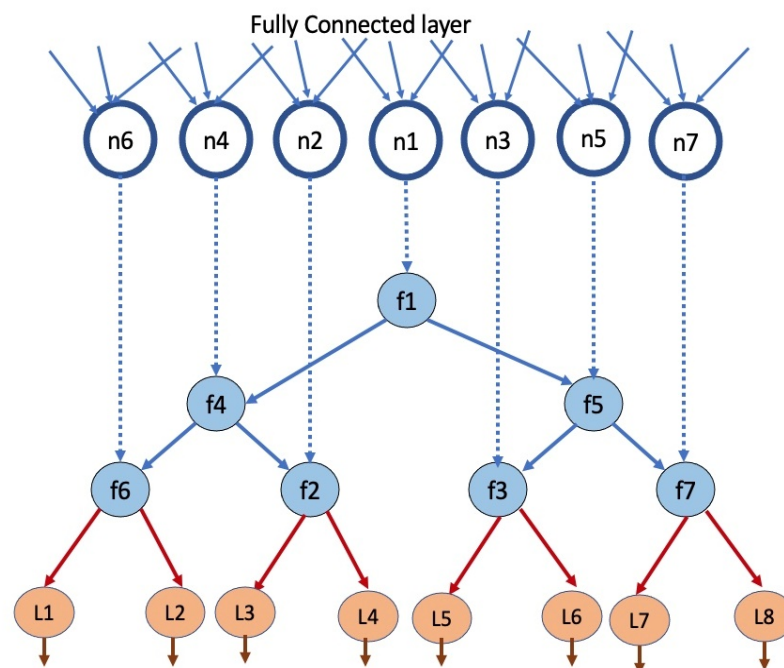 Fully Connected layer
n6 n4 n2 n1 n3 n5 n7
f1
f4 f5
f6 f2 f3 f7
L1 L2 L3 L4 L5 L6 L7 L8